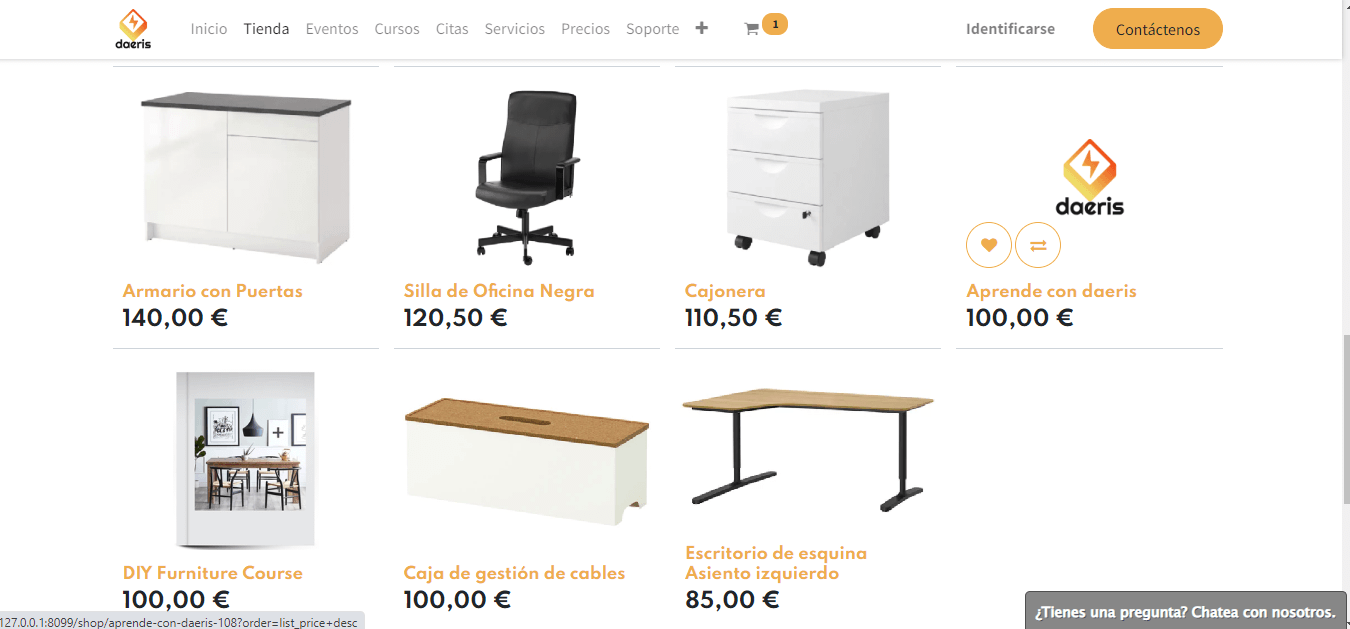 daeris
Inicio Tienda Eventos Cursos Citas Servicios Precios Soporte + 1 Identificarse Contáctenos
daeris
Armario con Puertas
140,00 €
Silla de Oficina Negra
120,50 €
Cajonera
110,50 €
Aprende con daeris
100,00 €
DIY Furniture Course
100,00 €
Caja de gestión de cables
100,00 €
Escritorio de esquina
Asiento izquierdo
85,00 €
¿Tienes una pregunta? Chatea con nosotros.
127.0.0.1:8099/shop/aprende-con-daeris-108?order=list_price+desc